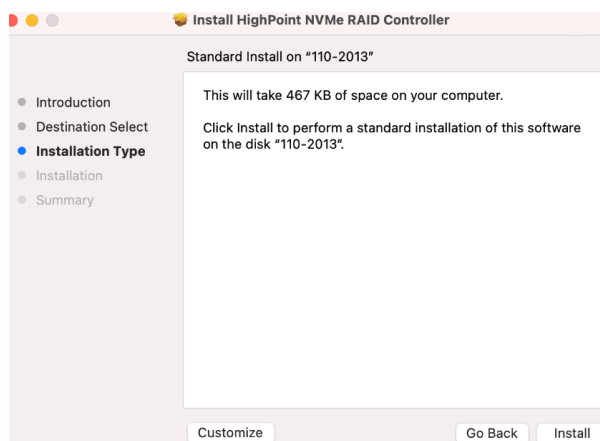 Install HighPoint NVMe RAID Controller
Standard Install on “110-2013”
Introduction
Destination Select
Installation Type
Installation
Summary
This will take 467 KB of space on your computer.
Click Install to perform a standard installation of this software
on the disk “110-2013”.
Customize
Go Back
Install